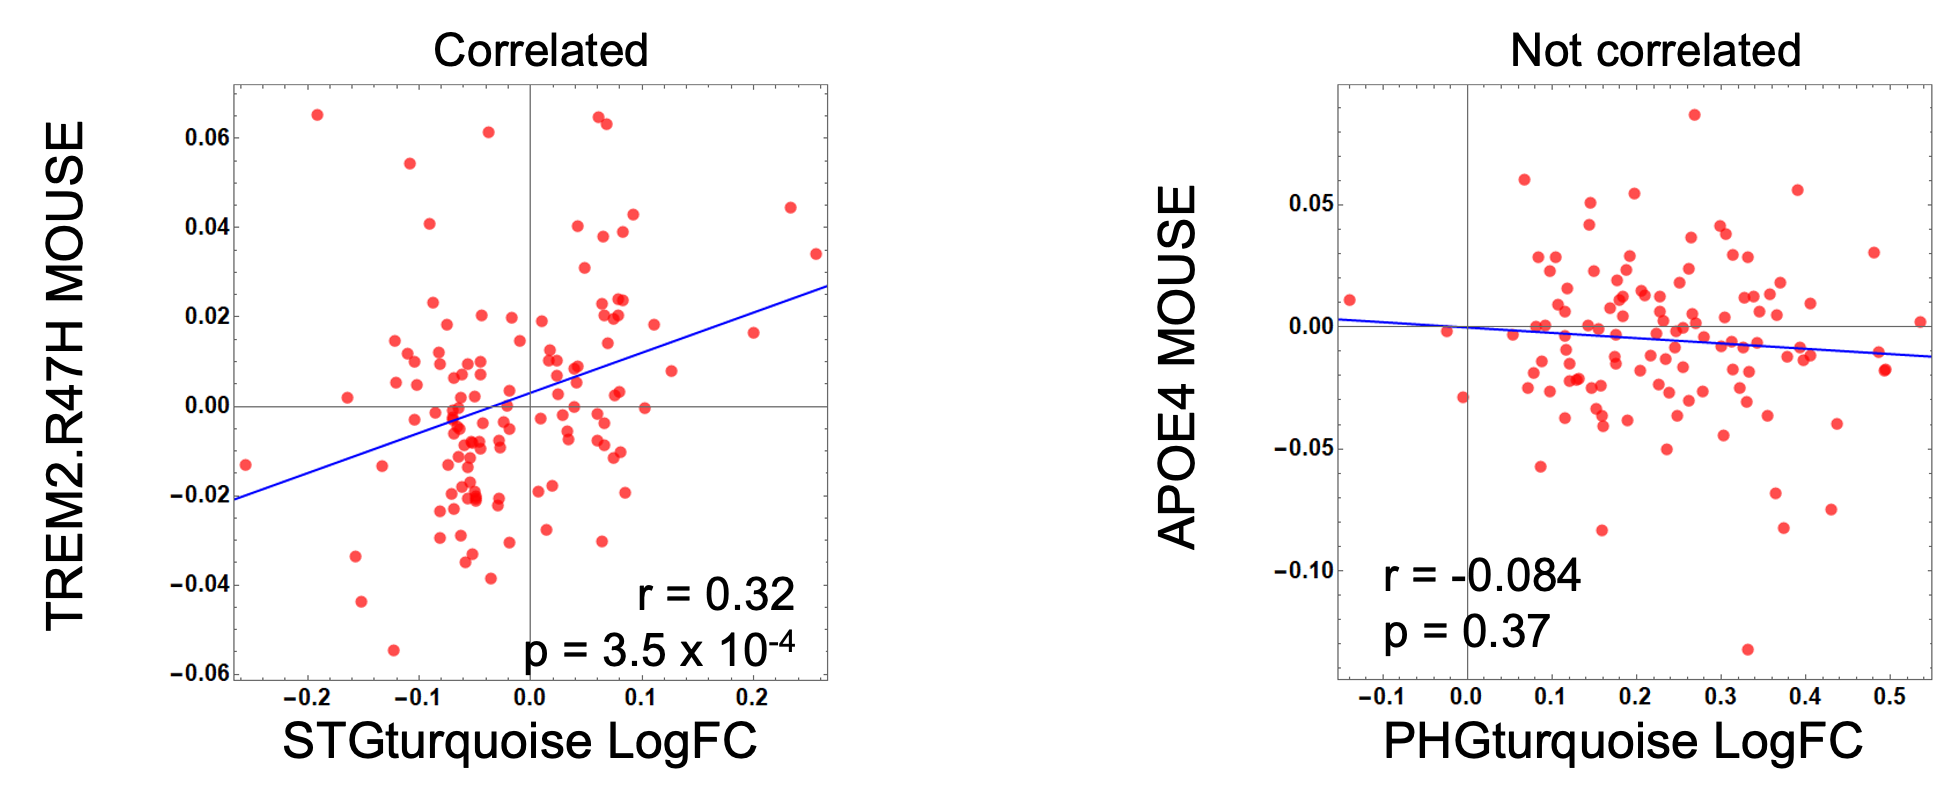 Correlated
TREM2.R47H MOUSE
0.06
0.04
0.02
0.00
−0.02
−0.04
−0.06
r = 0.32
p = 3.5 x 10-4
−0.2 −0.1 0.0 0.1 0.2
STGturquoise LogFC
Not correlated
APOE4 MOUSE
0.05
0.00
−0.05
−0.10
r = -0.084
p = 0.37
−0.1 0.0 0.1 0.2 0.3 0.4 0.5
PHGturquoise LogFC